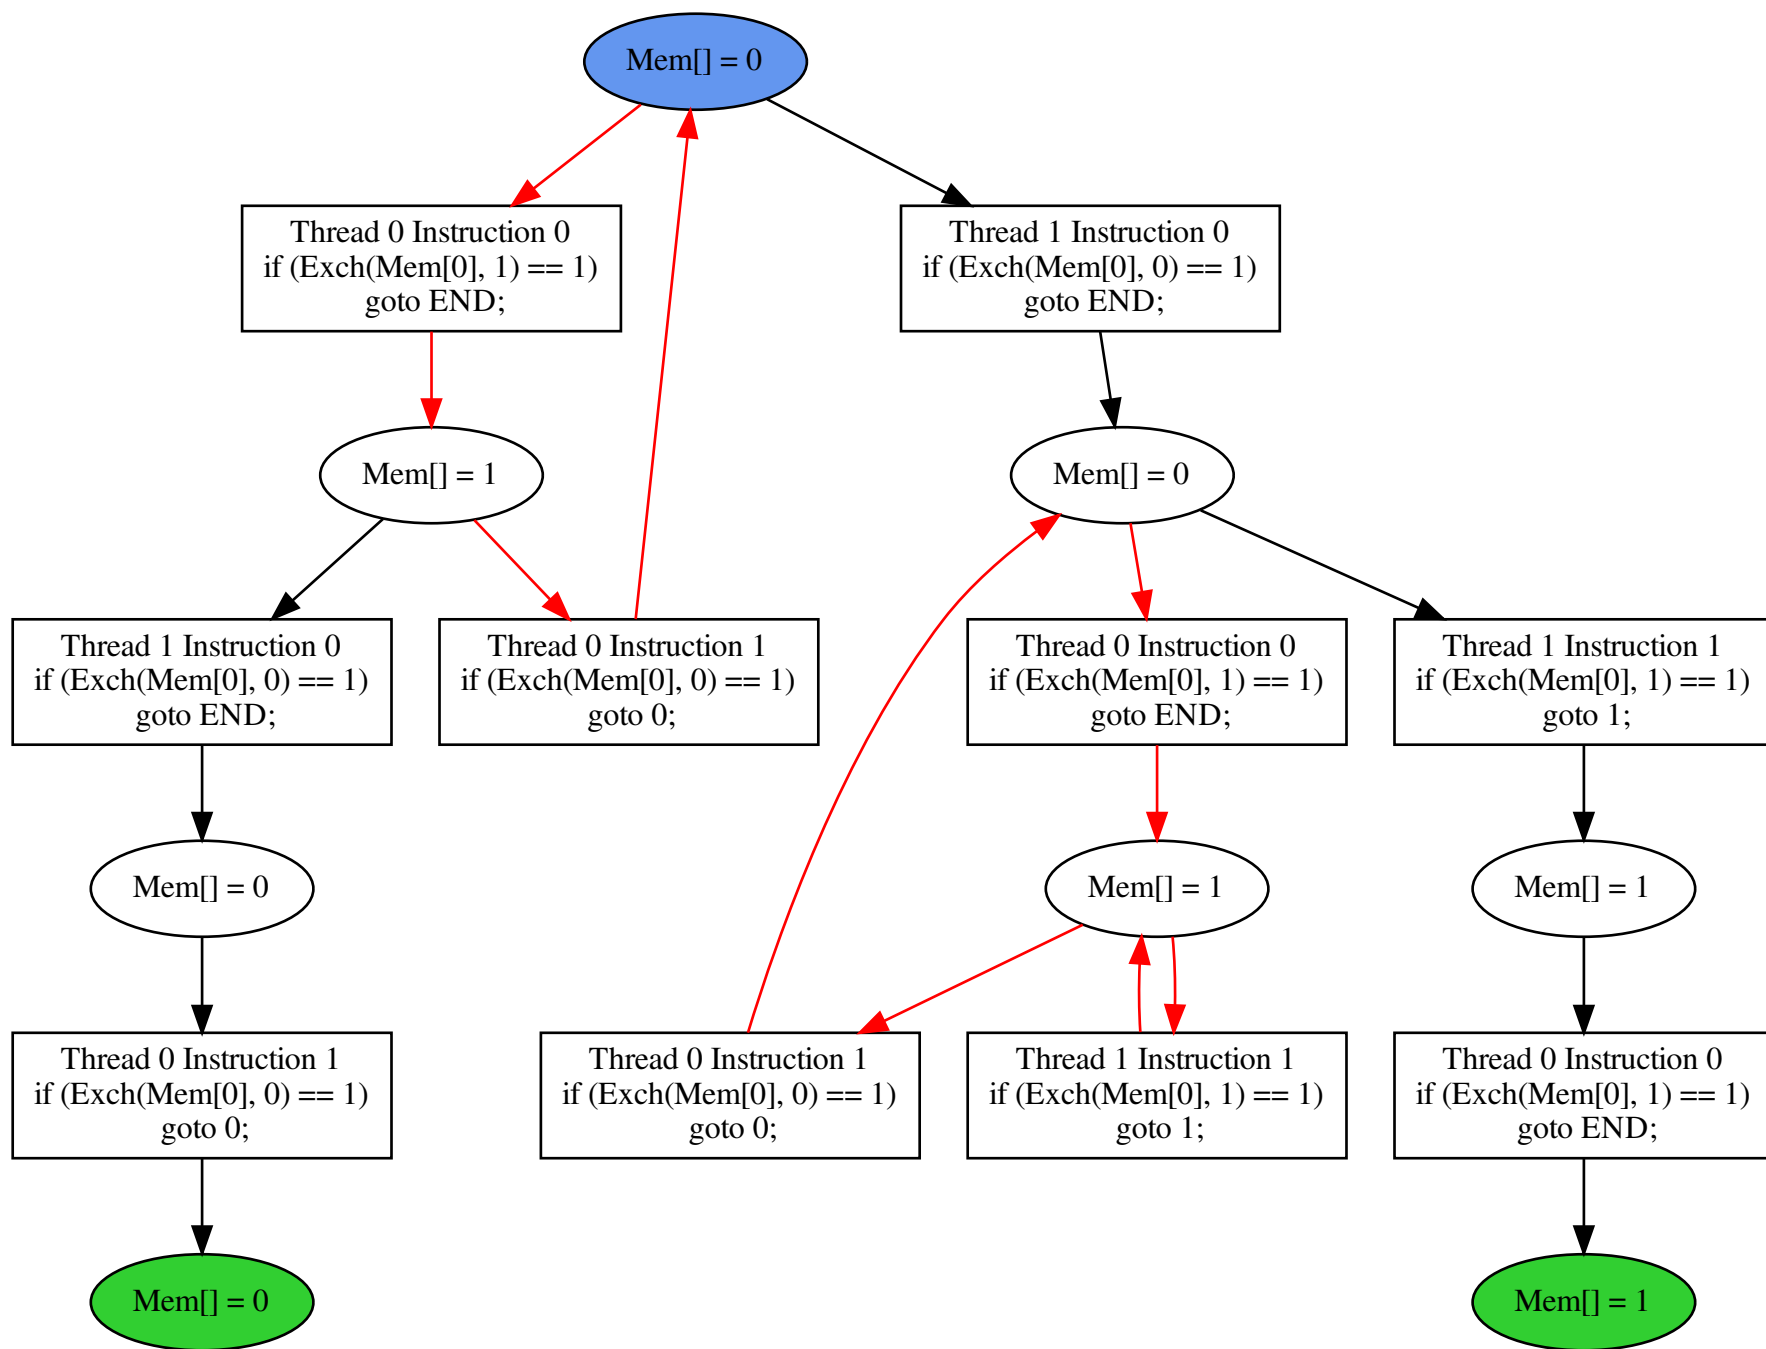 Mem[] = 0
Thread 0 Instruction 0
if (Exch(Mem[0], 1) == 1)
goto END;
Thread 1 Instruction 0
if (Exch(Mem[0], 0) == 1)
goto END;
Mem[] = 1
Mem[] = 0
Thread 1 Instruction 0
if (Exch(Mem[0], 0) == 1)
goto END;
Thread 0 Instruction 1
if (Exch(Mem[0], 0) == 1)
goto 0;
Thread 0 Instruction 0
if (Exch(Mem[0], 1) == 1)
goto END;
Thread 1 Instruction 1
if (Exch(Mem[0], 1) == 1)
goto 1;
Mem[] = 0
Mem[] = 1
Mem[] = 1
Thread 0 Instruction 1
if (Exch(Mem[0], 0) == 1)
goto 0;
Thread 0 Instruction 1
if (Exch(Mem[0], 0) == 1)
goto 0;
Thread 1 Instruction 1
if (Exch(Mem[0], 1) == 1)
goto 1;
Thread 0 Instruction 0
if (Exch(Mem[0], 1) == 1)
goto END;
Mem[] = 0
Mem[] = 1